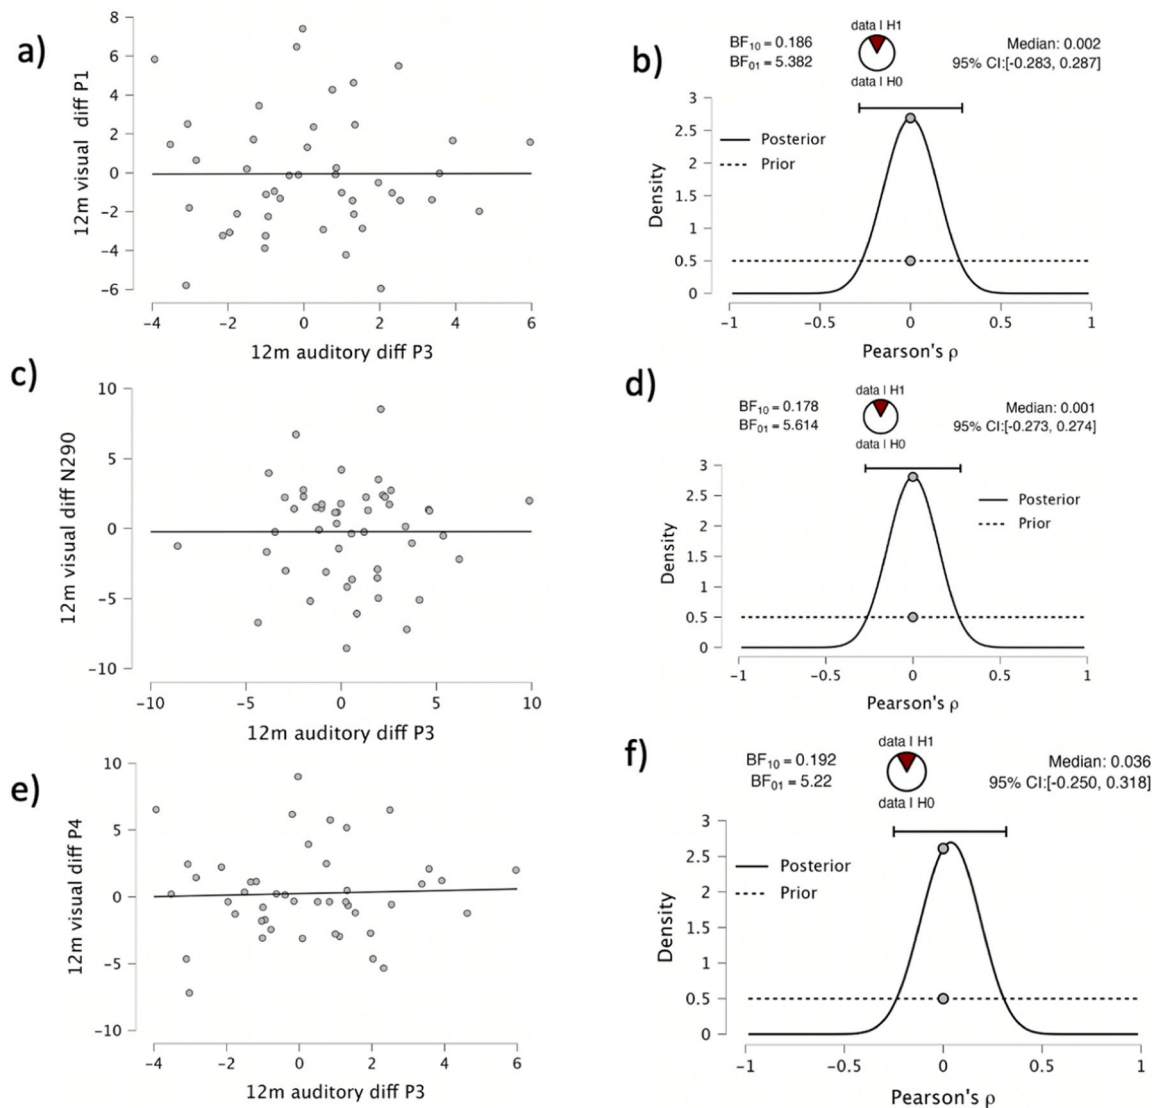 a)
12m visual diff P1
8
6
4
2
0
−2
−4
−6
−4
−2
0
2
4
6
12m auditory diff P3
b)
BF10 = 0.186
BF01 = 5.382
data | H1
data | H0
Median: 0.002
95% CI:[-0.283, 0.287]
Density
3
2.5
2
1.5
1
0.5
0
Posterior
Prior
−1
−0.5
0
0.5
1
Pearson's ρ
c)
12m visual diff N290
10
5
0
−5
−10
−10
−5
0
5
10
12m auditory diff P3
d)
BF10 = 0.178
BF01 = 5.614
data | H1
data | H0
Median: 0.001
95% CI:[-0.273, 0.274]
Density
3
2.5
2
1.5
1
0.5
0
Posterior
Prior
−1
−0.5
0
0.5
1
Pearson's ρ
e)
12m visual diff P4
10
5
0
−5
−10
−4
−2
0
2
4
6
12m auditory diff P3
f)
BF10 = 0.192
BF01 = 5.22
data | H1
data | H0
Median: 0.036
95% CI:[-0.250, 0.318]
Density
3
2.5
2
1.5
1
0.5
0
Posterior
Prior
−1
−0.5
0
0.5
1
Pearson's ρ